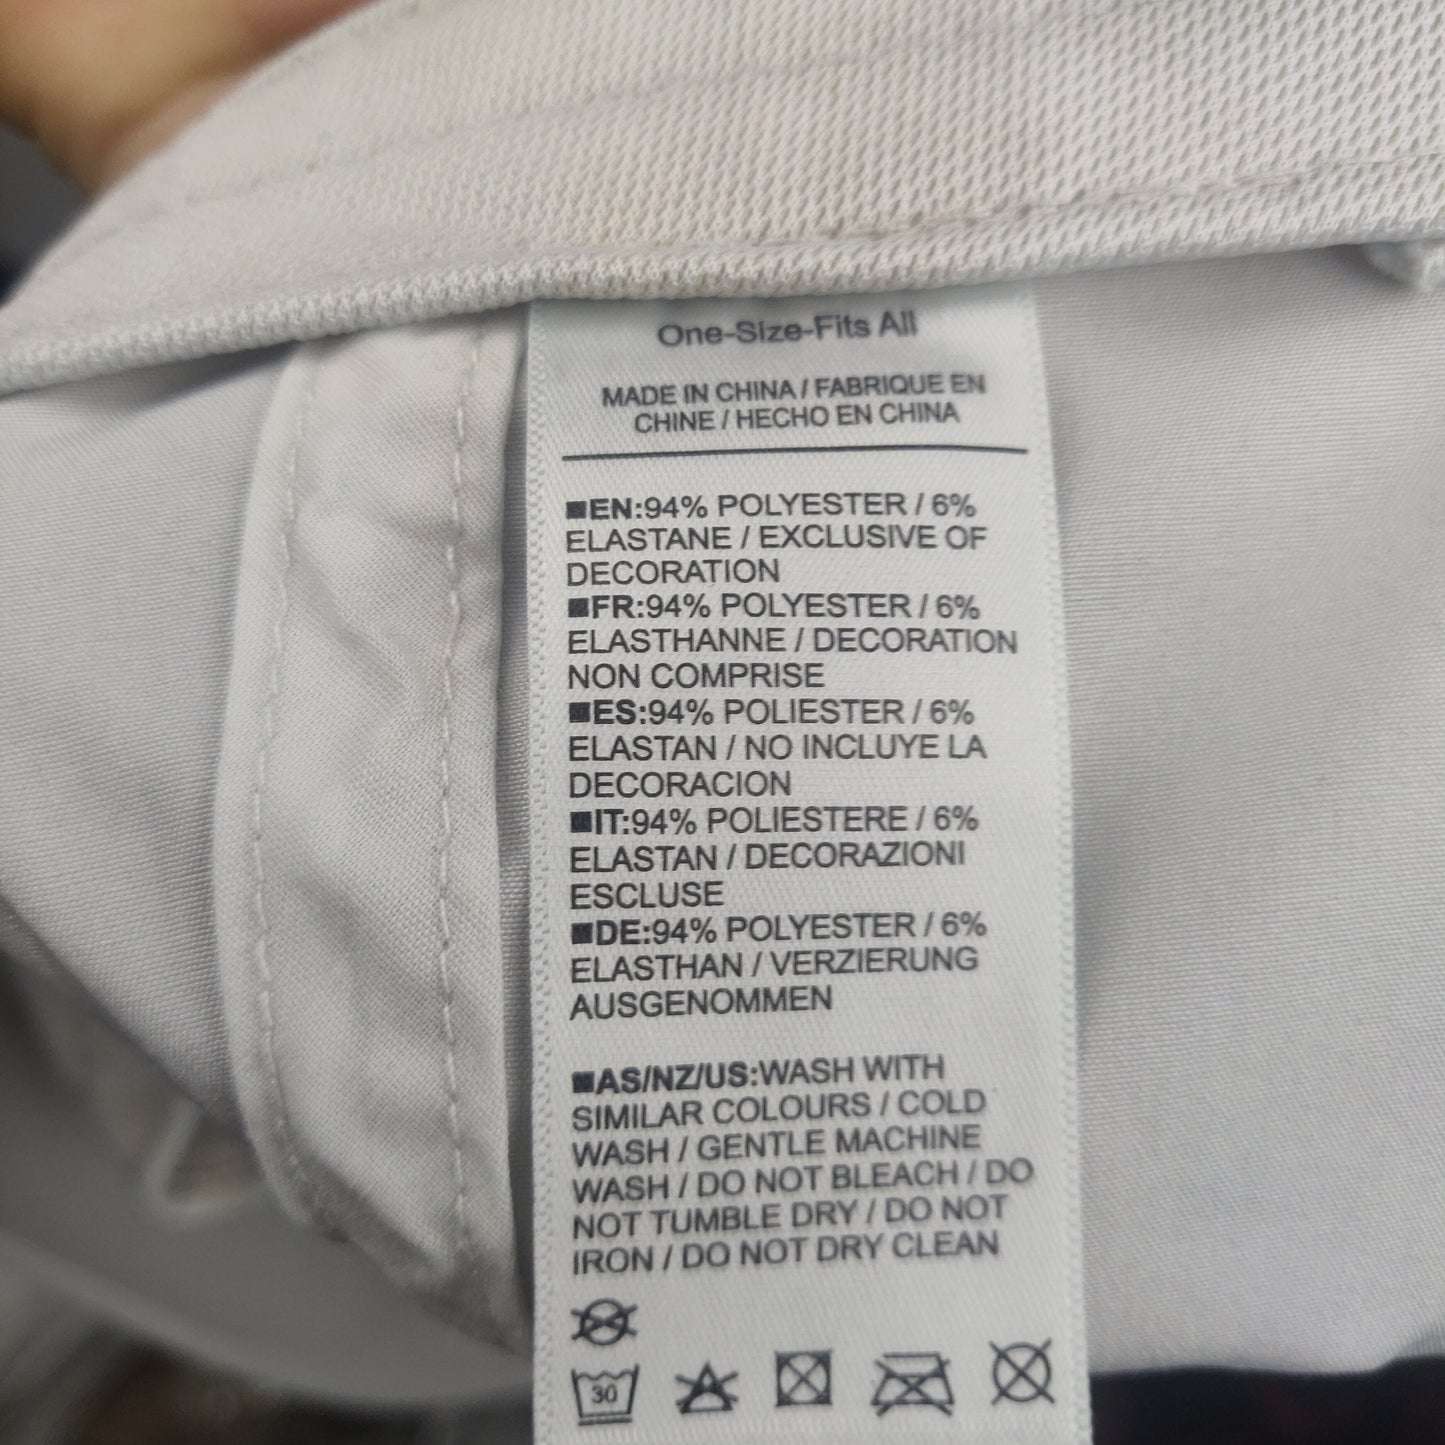 One-Size-Fits All
MADE IN CHINA / FABRIQUE EN
CHINE / HECHO EN CHINA
■EN:94% POLYESTER / 6%
ELASTANE / EXCLUSIVE OF
DECORATION
■FR:94% POLYESTER / 6%
ELASTHANNE / DECORATION
NON COMPRISE
■ES:94% POLIESTER / 6%
ELASTAN / NO INCLUYE LA
DECORACION
■IT:94% POLIESTERE / 6%
ELASTAN / DECORAZIONI
ESCLUSE
■DE:94% POLYESTER / 6%
ELASTHAN / VERZIERUNG
AUSGENOMMEN
■AS/NZ/US:WASH WITH
SIMILAR COLOURS / COLD
WASH / GENTLE MACHINE
WASH / DO NOT BLEACH / DO
NOT TUMBLE DRY / DO NOT
IRON / DO NOT DRY CLEAN
30